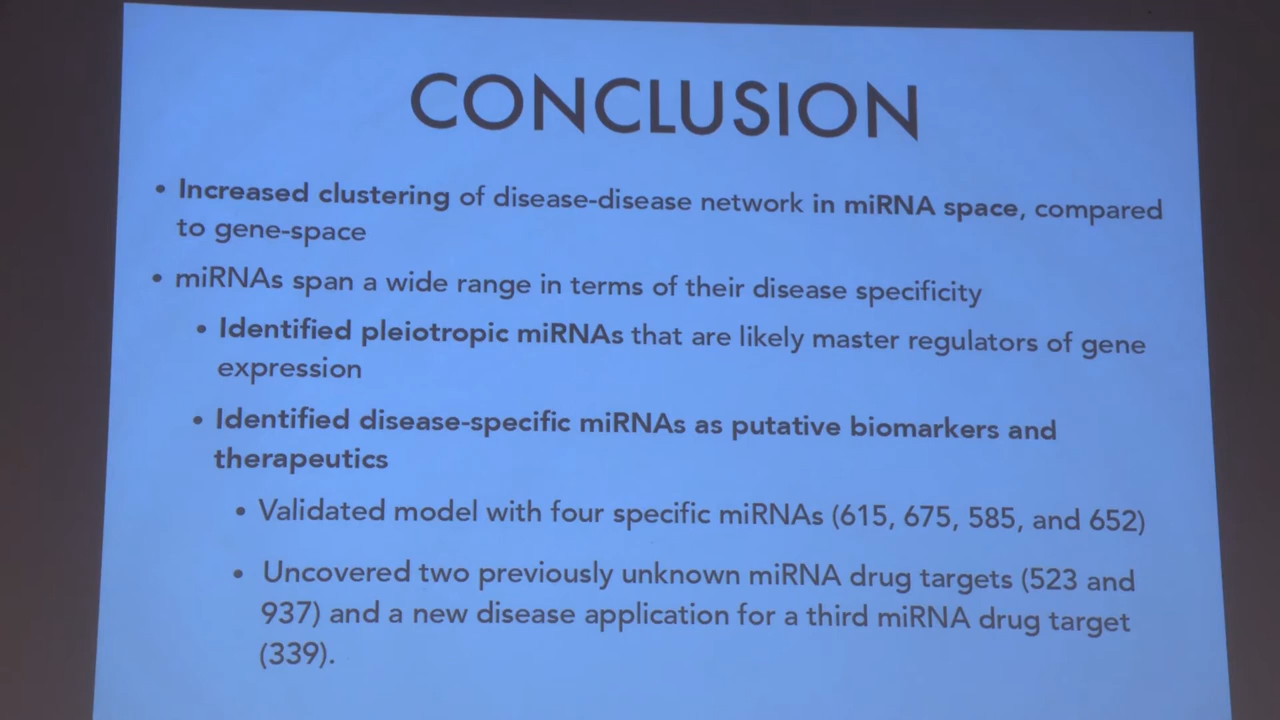 CONCLUSION
• Increased clustering of disease-disease network in miRNA space, compared
to gene-space
• miRNAs span a wide range in terms of their disease specificity
• Identified pleiotropic miRNAs that are likely master regulators of gene
expression
• Identified disease-specific miRNAs as putative biomarkers and
therapeutics
• Validated model with four specific miRNAs (615, 675, 585, and 652)
• Uncovered two previously unknown miRNA drug targets (523 and
937) and a new disease application for a third miRNA drug target
(339).